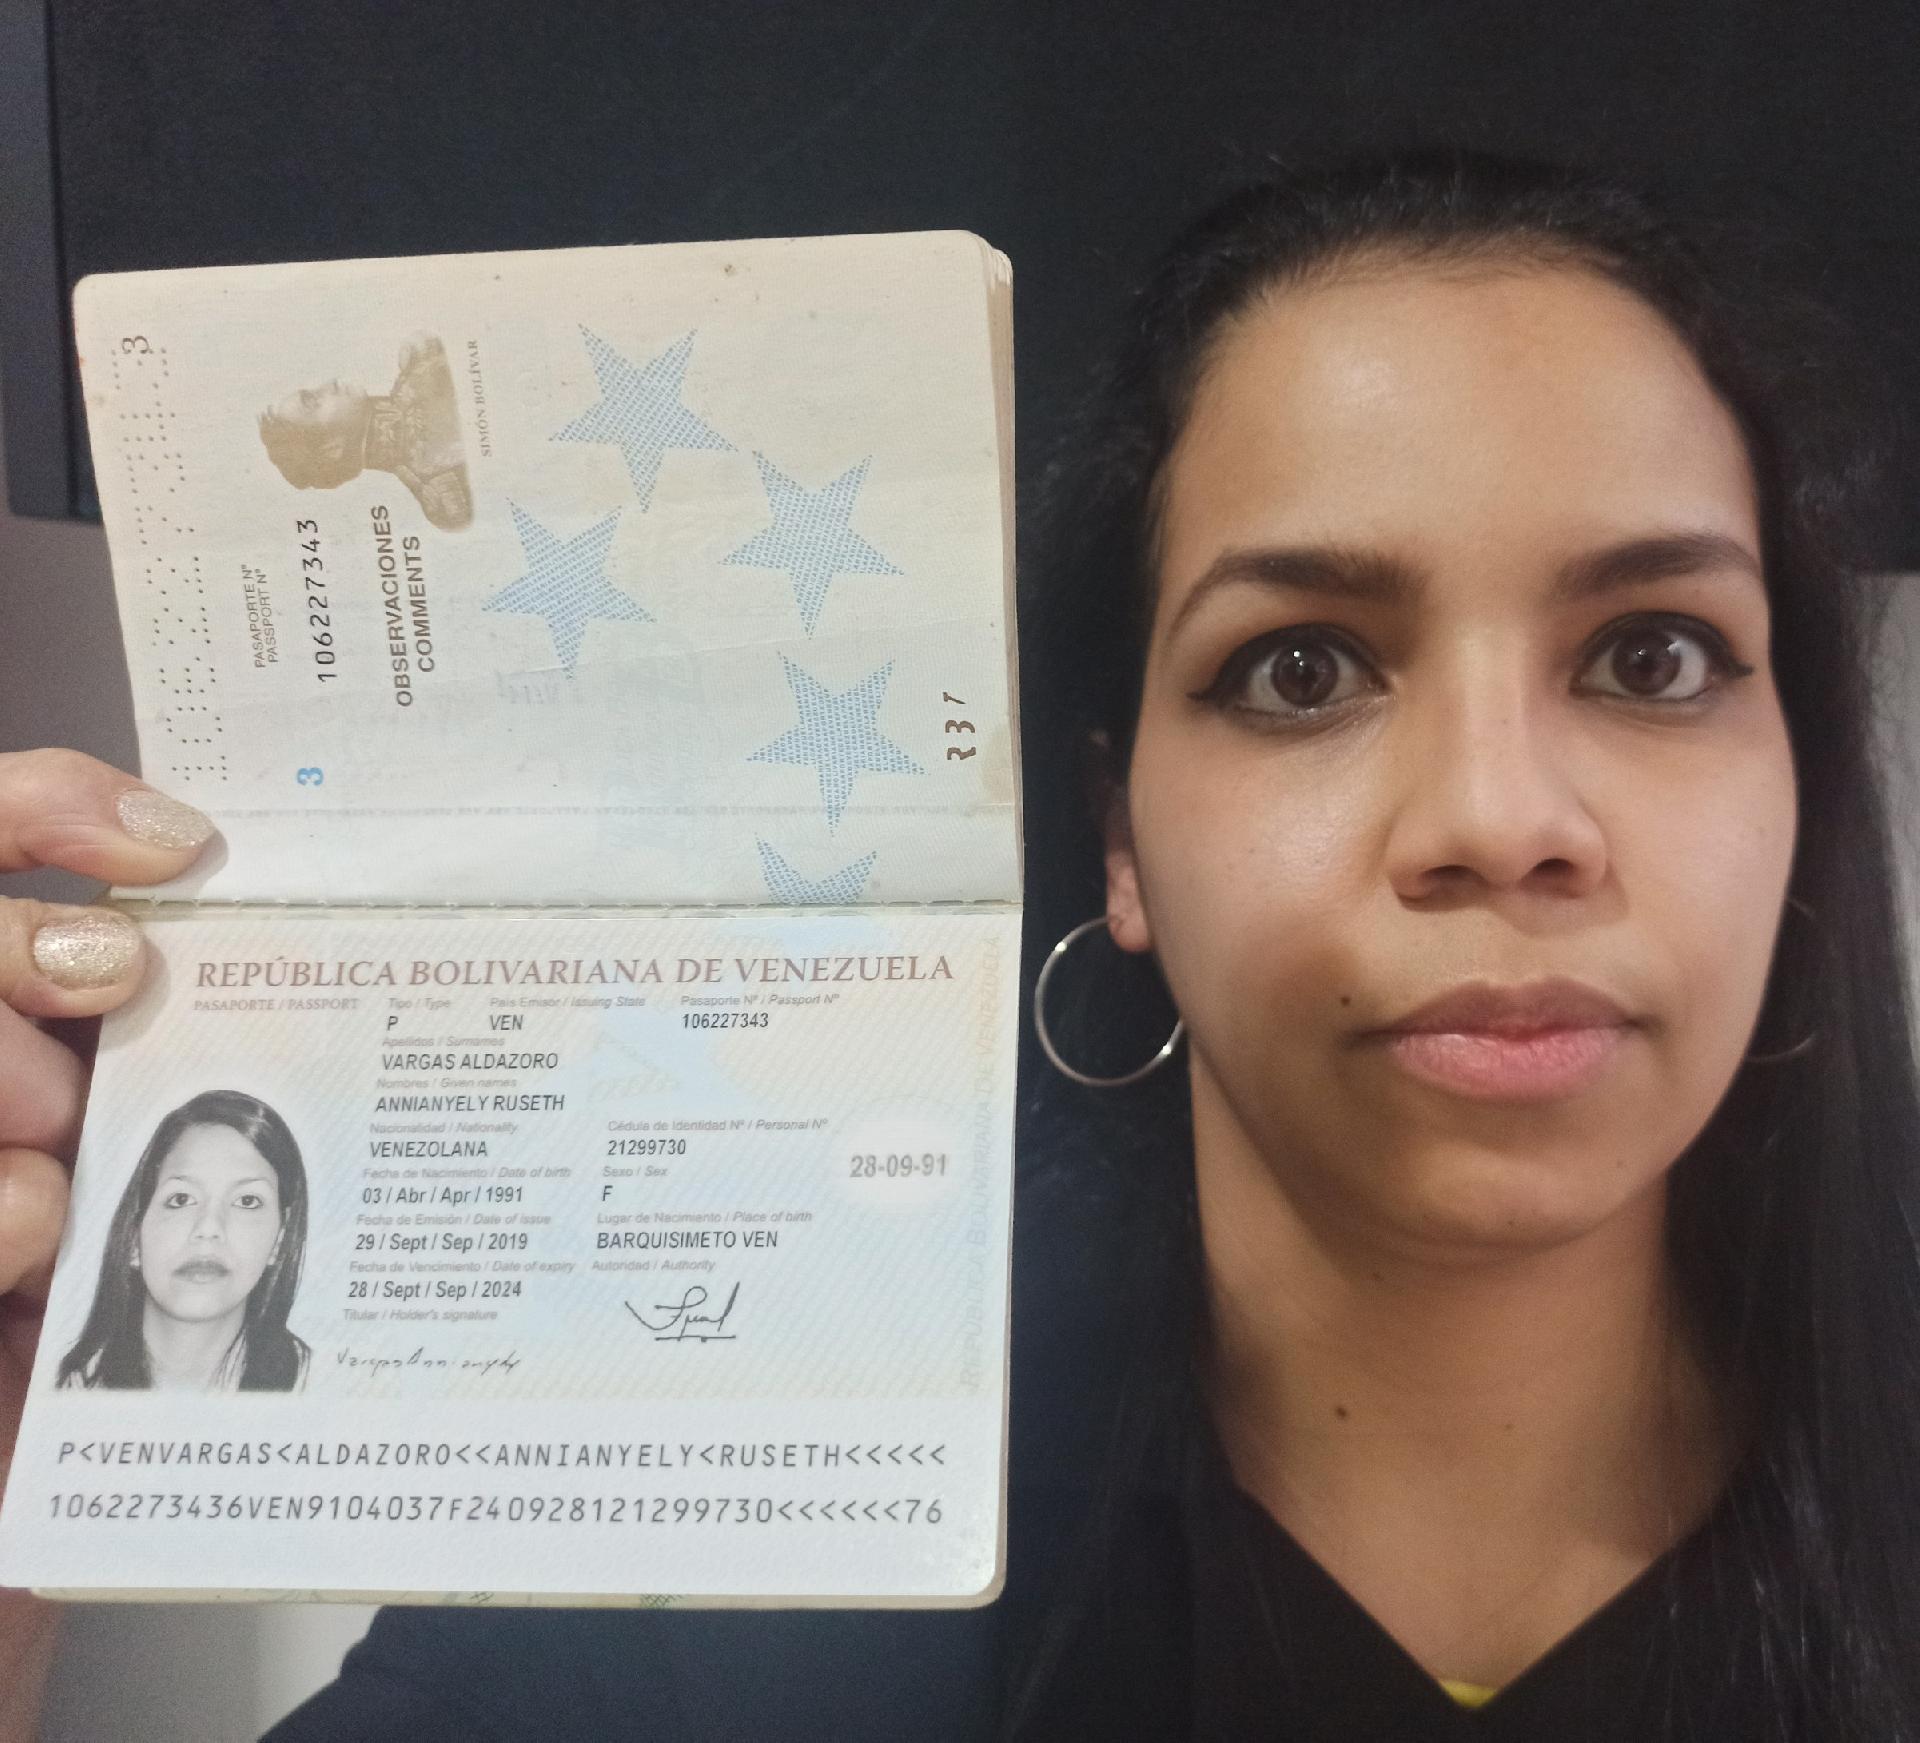 3
SIMÓN BOLÍVAR
PASAPORTE Nº
PASSPORT Nº
106227343
OBSERVACIONES
COMMENTS
3
REPÚBLICA BOLIVARIANA DE VENEZUELA
PASAPORTE / PASSPORT
Tipo / Type País Emisor / Issuing State Pasaporte Nº / Passport Nº
P VEN 106227343
Apellidos / Surnames
VARGAS ALDAZORO
Nombres / Given names
ANNIANYELY RUSETH
Nacionalidad / Nationality Cédula de Identidad Nº / Personal Nº
VENEZOLANA 21299730
Fecha de Nacimiento / Date of birth Sexo / Sex
03 / Abr / Apr / 1991 F
28-09-91
Fecha de Emisión / Date of issue Lugar de Nacimiento / Place of birth
29 / Sept / Sep / 2019 BARQUISIMETO VEN
Fecha de Vencimiento / Date of expiry Autoridad / Authority
28 / Sept / Sep / 2024
Titular / Holder's signature
Vargas Annianyely
REPÚBLICA BOLIVARIANA DE VENEZUELA
P<VENVARGAS<ALDAZORO<<ANNIANYELY<RUSETH<<<<<
1062273436VEN9104037F240928121299730<<<<<<76